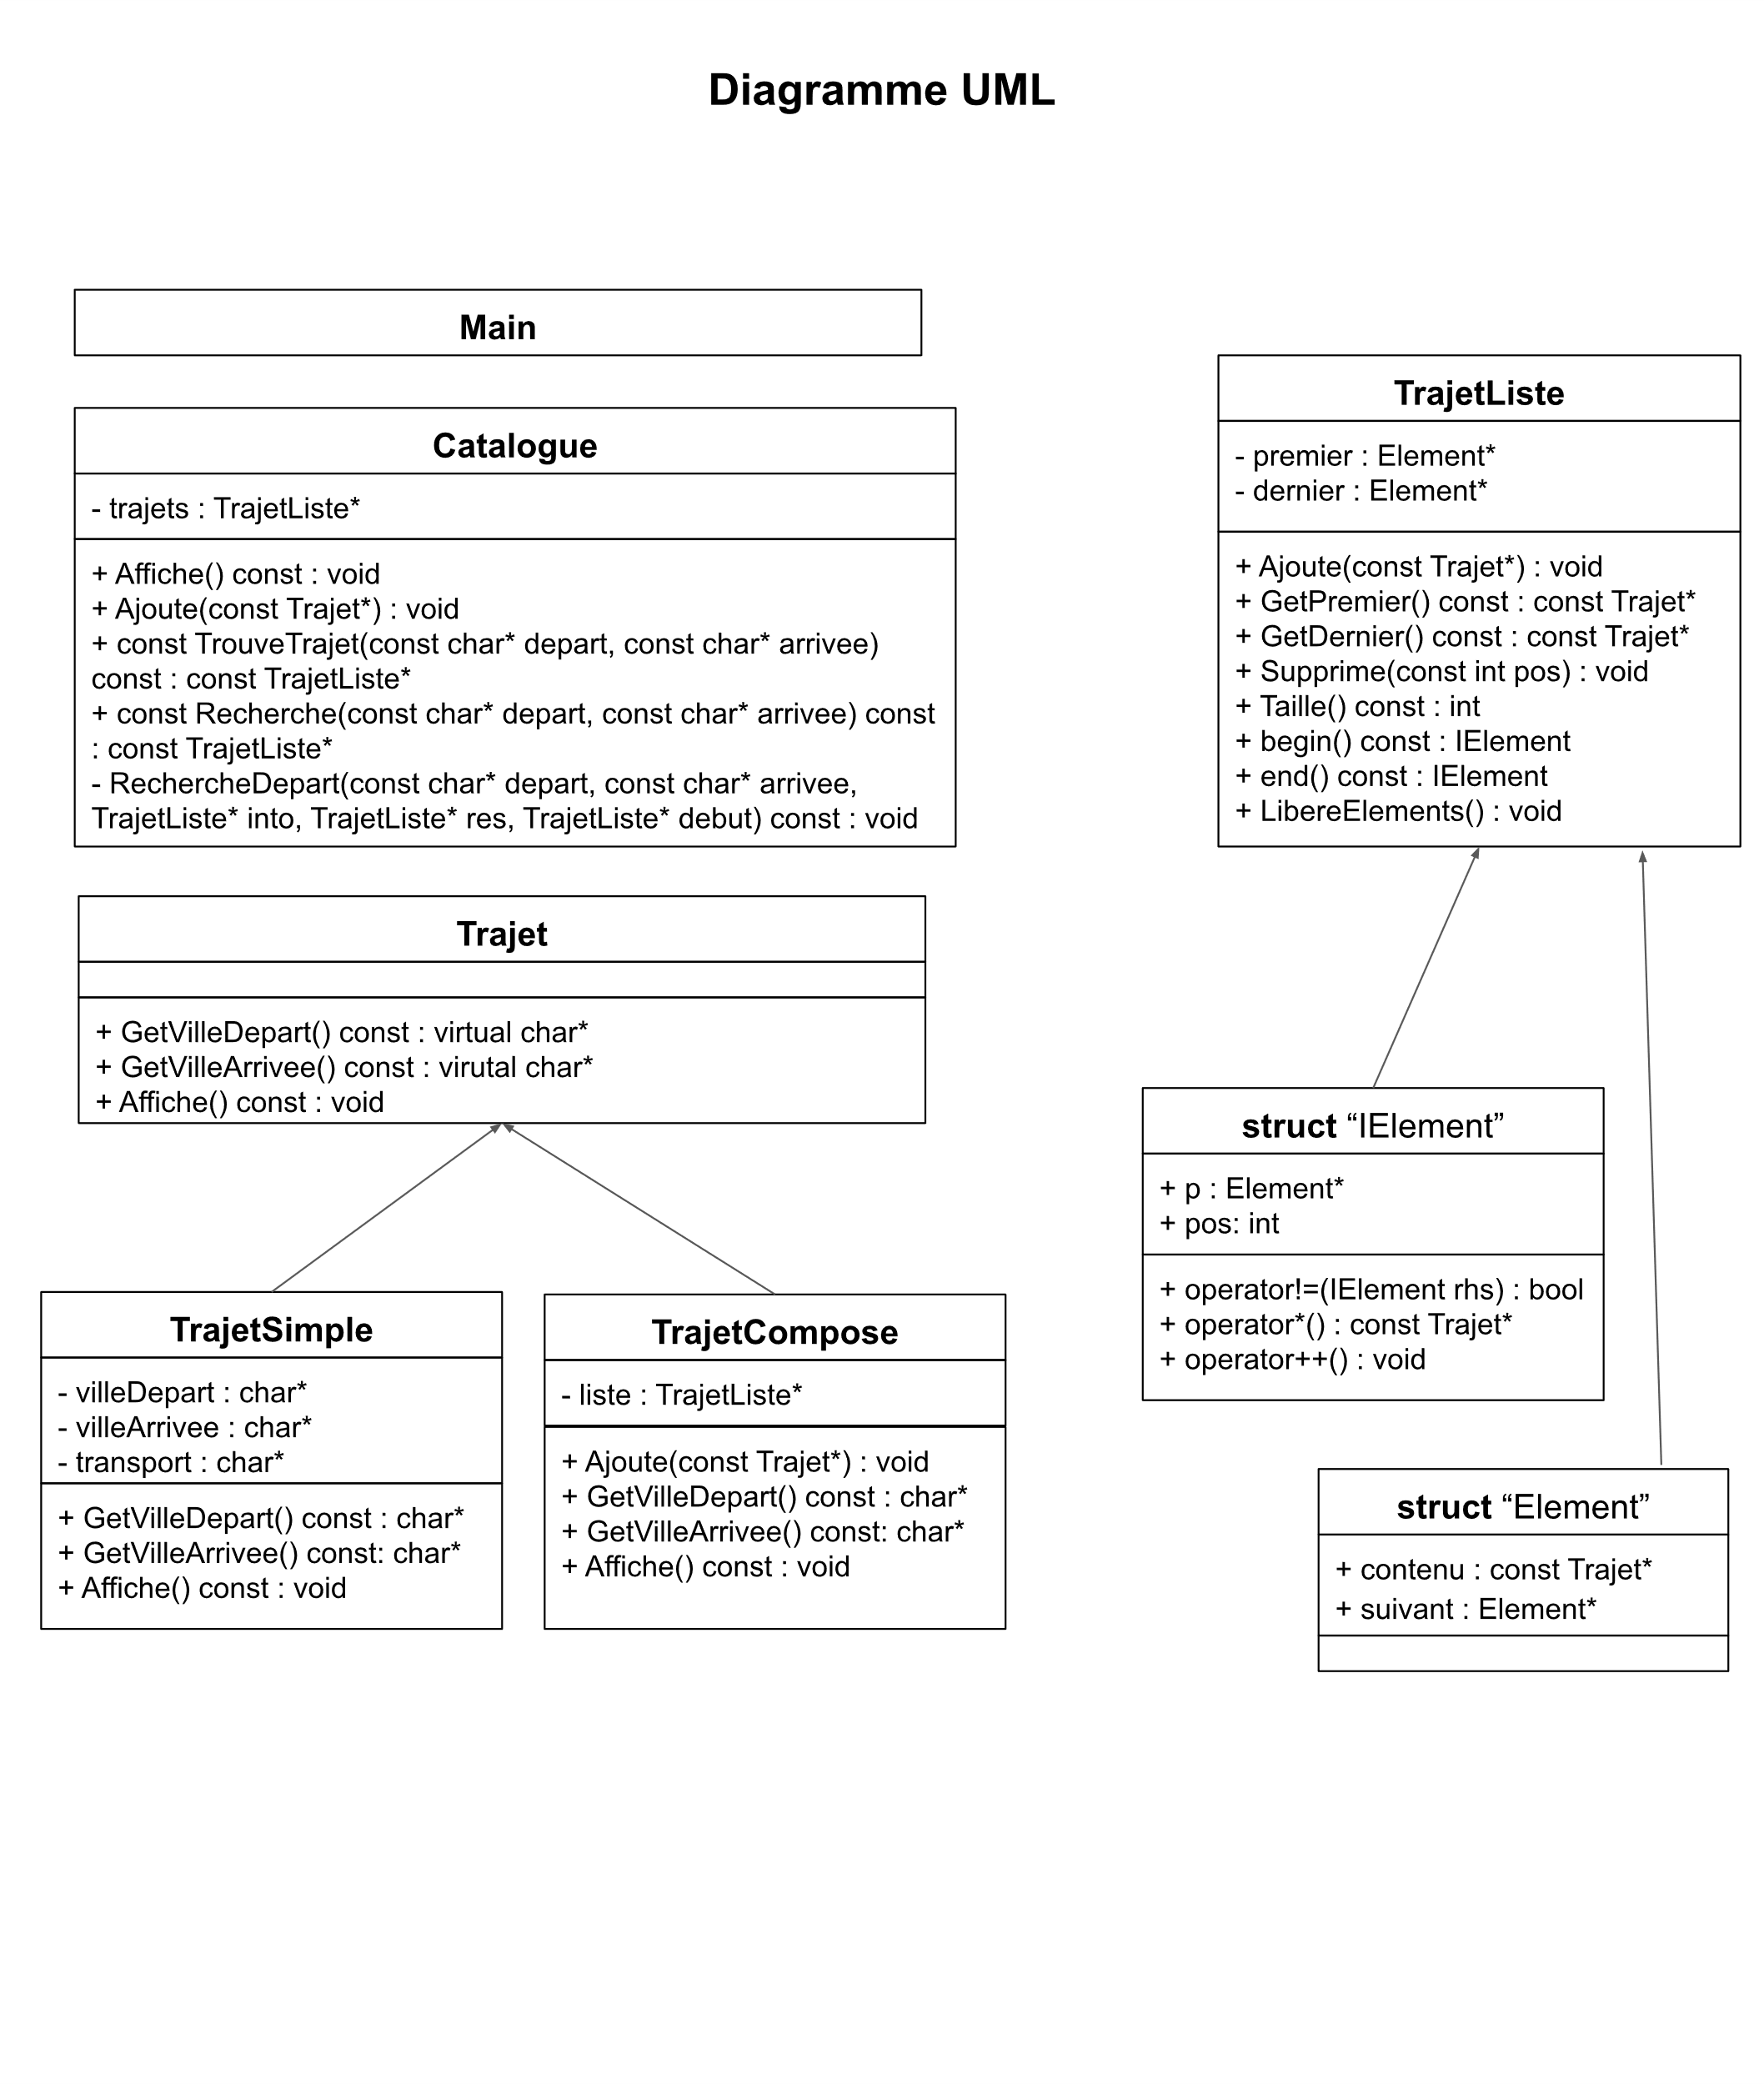 Diagramme UML
Main
Catalogue
- trajets : TrajetListe*
+ Affiche() const : void
+ Ajoute(const Trajet*) : void
+ const TrouveTrajet(const char* depart, const char* arrivee)
const : const TrajetListe*
+ const Recherche(const char* depart, const char* arrivee) const
: const TrajetListe*
- RechercheDepart(const char* depart, const char* arrivee,
TrajetListe* into, TrajetListe* res, TrajetListe* debut) const : void
Trajet
+ GetVilleDepart() const : virtual char*
+ GetVilleArrivee() const : virutal char*
+ Affiche() const : void
TrajetSimple
- villeDepart : char*
- villeArrivee : char*
- transport : char*
+ GetVilleDepart() const : char*
+ GetVilleArrivee() const: char*
+ Affiche() const : void
TrajetCompose
- liste : TrajetListe*
+ Ajoute(const Trajet*) : void
+ GetVilleDepart() const : char*
+ GetVilleArrivee() const: char*
+ Affiche() const : void
TrajetListe
- premier : Element*
- dernier : Element*
+ Ajoute(const Trajet*) : void
+ GetPremier() const : const Trajet*
+ GetDernier() const : const Trajet*
+ Supprime(const int pos) : void
+ Taille() const : int
+ begin() const : IElement
+ end() const : IElement
+ LibereElements() : void
struct “IElement”
+ p : Element*
+ pos: int
+ operator!=(IElement rhs) : bool
+ operator*() : const Trajet*
+ operator++() : void
struct “Element”
+ contenu : const Trajet*
+ suivant : Element*